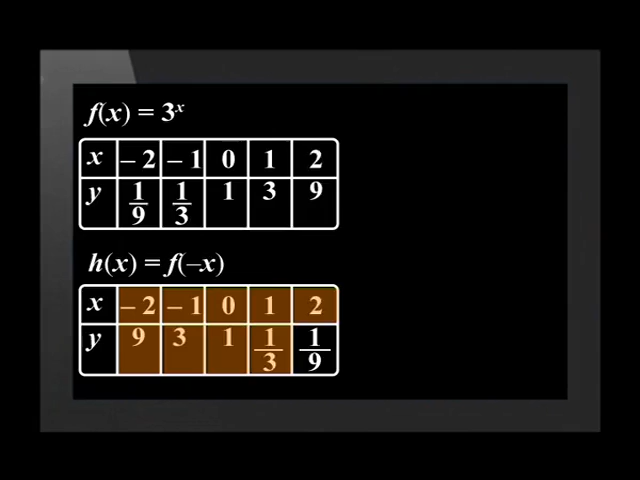 f(x) = 3ˣ
x −2 −1 0 1 2
y 1/9 1/3 1 3 9
h(x) = f(−x)
x −2 −1 0 1 2
y 9 3 1 1/3 1/9